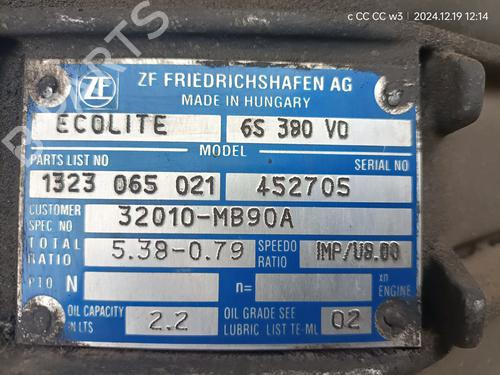 c CC CC w3 | 2024.12.19 12:14
ZF
ZF FRIEDRICHSHAFEN AG
MADE IN HUNGARY
ECOLITE 6S 380 VO
MODEL
PARTS LIST NO SERIAL NO
1323 065 021 452705
CUSTOMER SPEC NO 32010-MB90A
TOTAL RATIO 5.38-0.79 SPEEDO RATIO IMP/U8.00
PTO N n= xn ENGINE
OIL CAPACITY IN LTS 2.2 OIL GRADE SEE LUBRIC LIST TE-ML 02